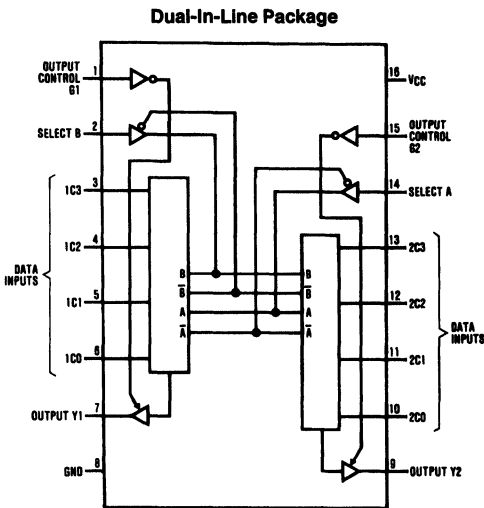 Dual-In-Line Package
OUTPUT
CONTROL
G1
1
SELECT B
2
1C3
3
1C2
4
1C1
5
1C0
6
DATA
INPUTS
OUTPUT Y1
7
GND
8
B
B̅
A
A̅
B
B̅
A
A̅
16
VCC
15
OUTPUT
CONTROL
G2
14
SELECT A
13
2C3
12
2C2
11
2C1
10
2C0
DATA
INPUTS
9
OUTPUT Y2